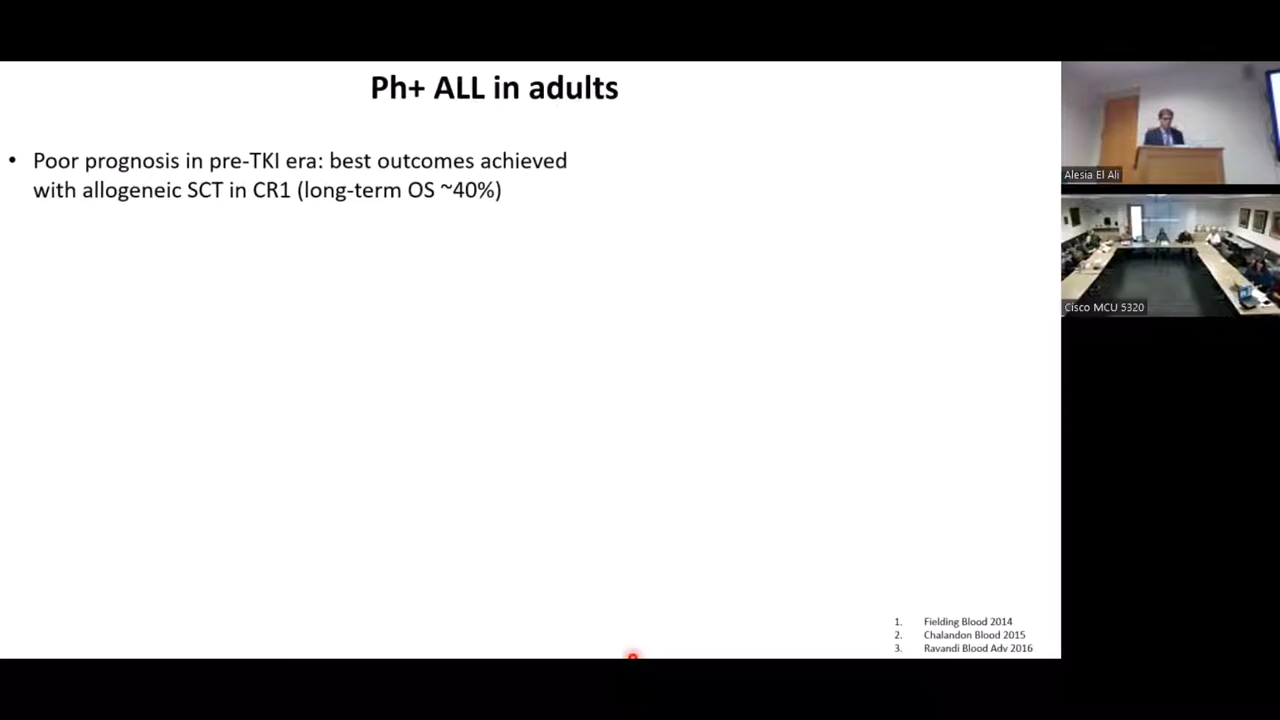 Ph+ ALL in adults
• Poor prognosis in pre-TKI era: best outcomes achieved
with allogeneic SCT in CR1 (long-term OS ~40%)
1. Fielding Blood 2014
2. Chalandon Blood 2015
3. Ravandi Blood Adv 2016
Alesia El Ali
Cisco MCU 5320